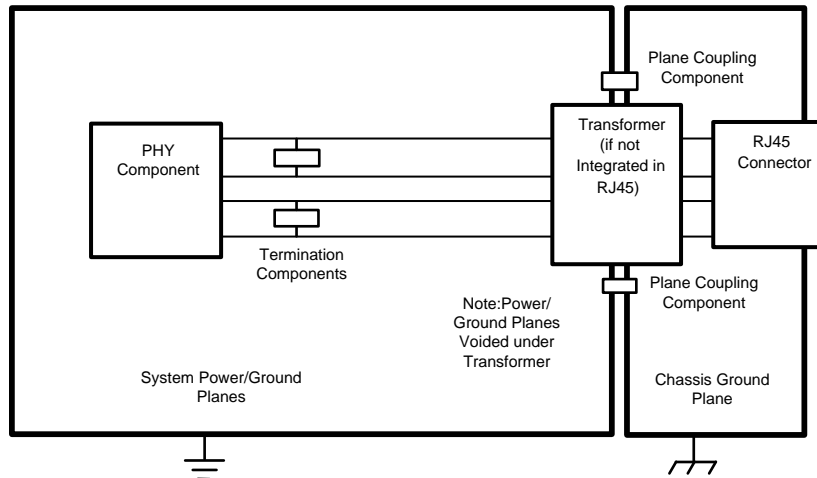 Plane Coupling
Component
PHY
Component
Transformer
(if not
Integrated in
RJ45)
RJ45
Connector
Termination
Components
Plane Coupling
Component
Note:Power/
Ground Planes
Voided under
Transformer
System Power/Ground
Planes
Chassis Ground
Plane